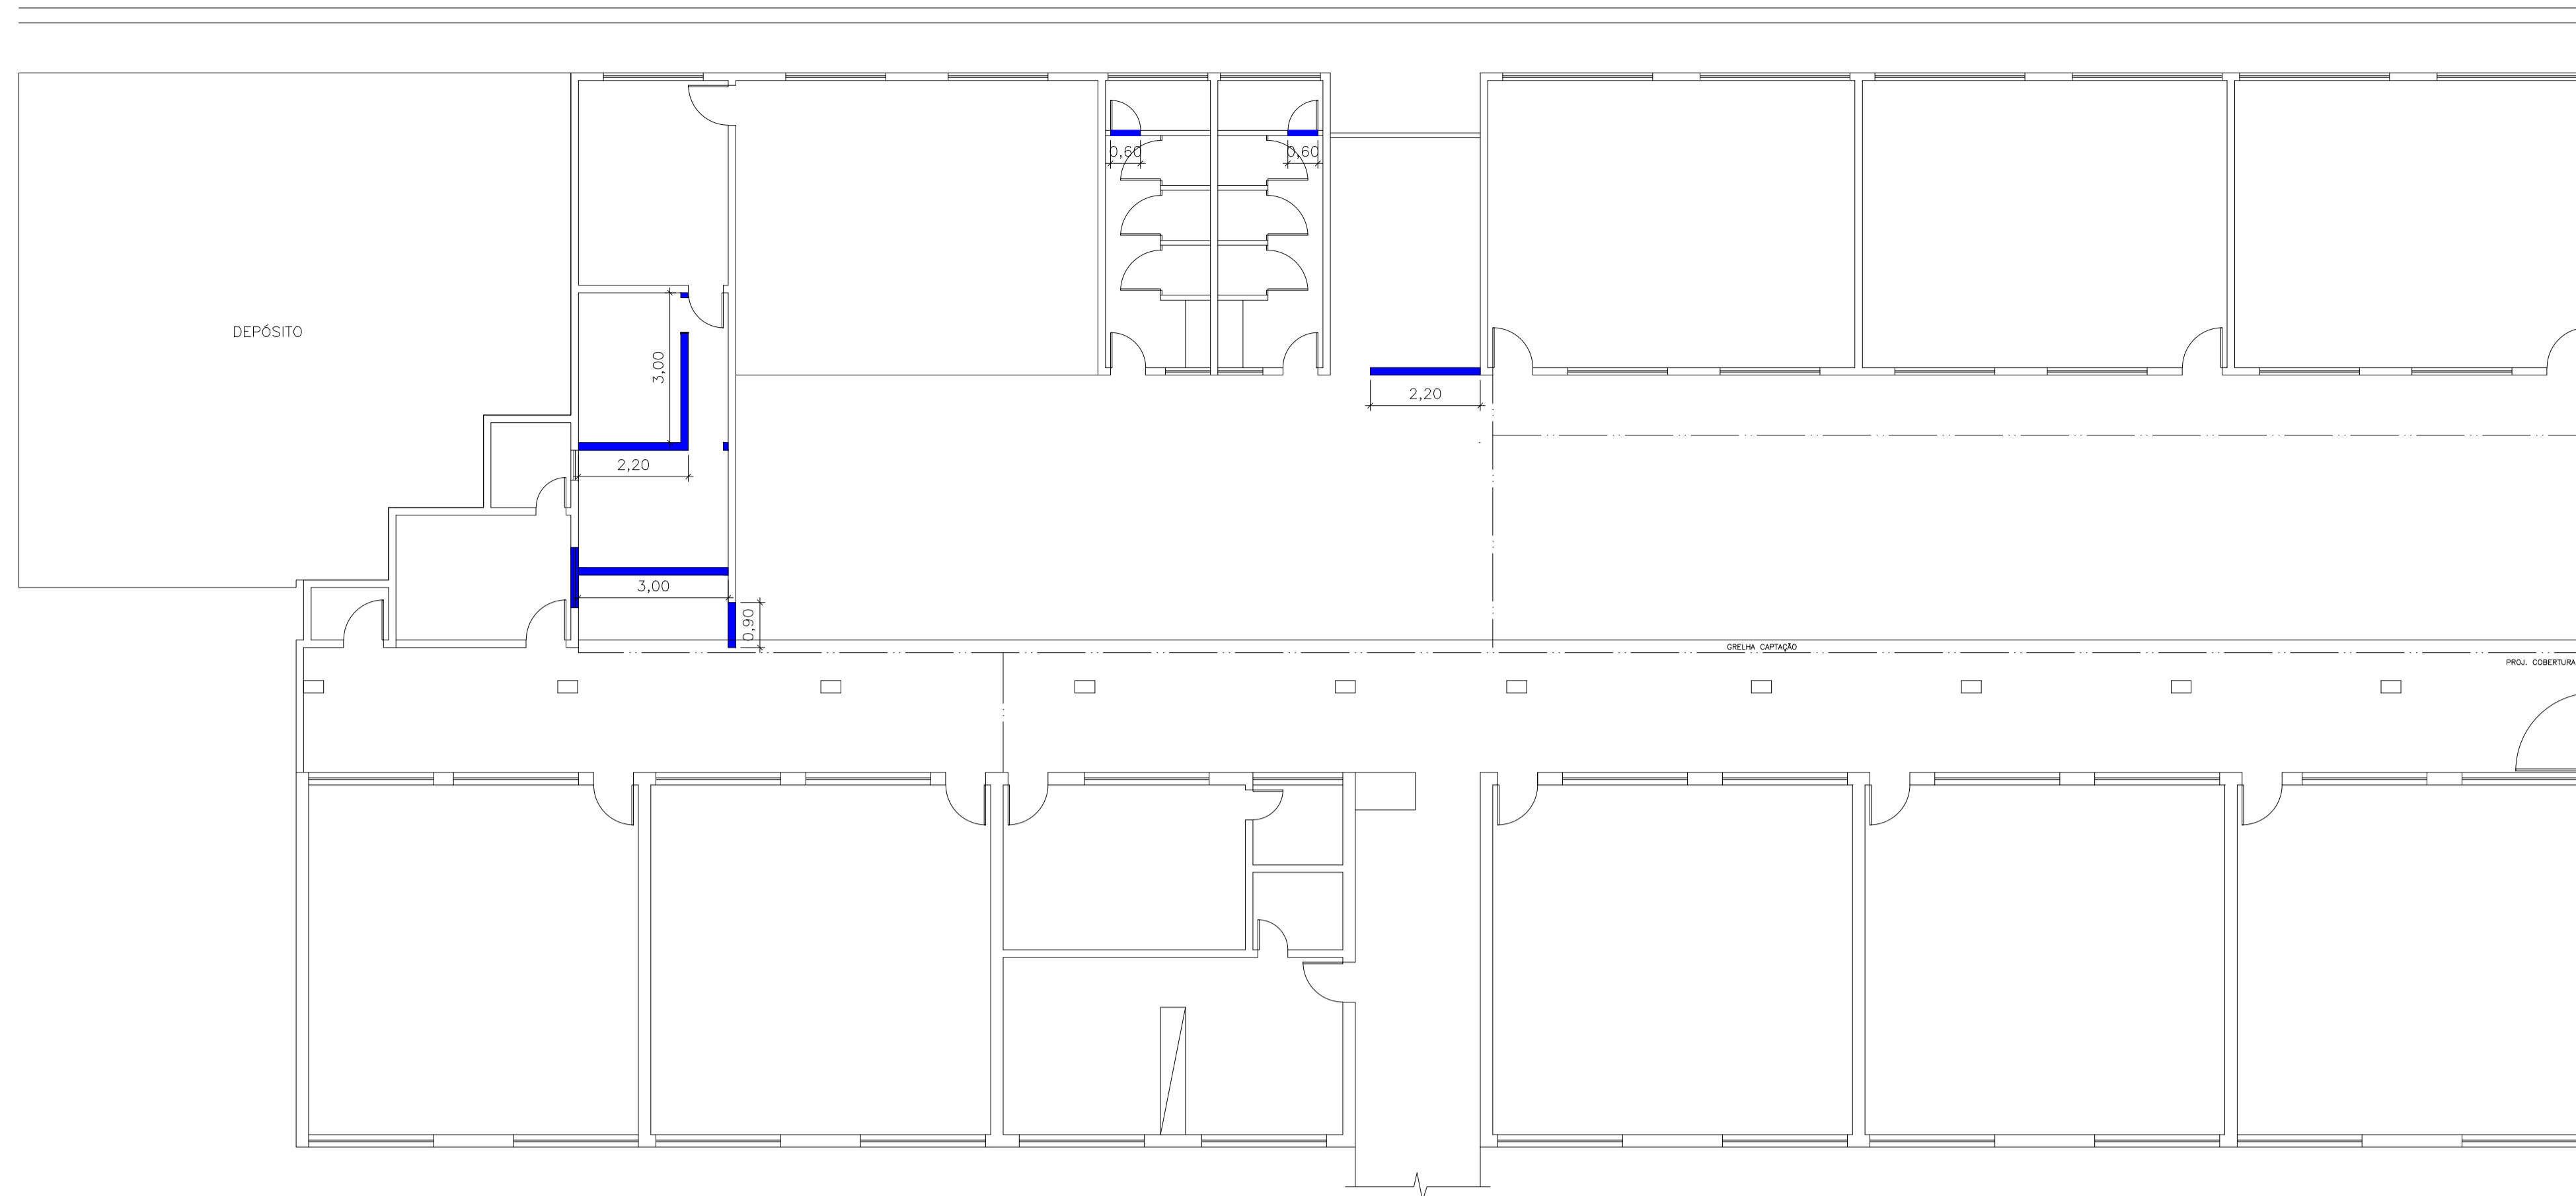 0,60
0,60
DEPÓSITO
3,00
2,20
2,20
3,00
0,90
GRELHA CAPTAÇÃO
PROJ. COBERTURA